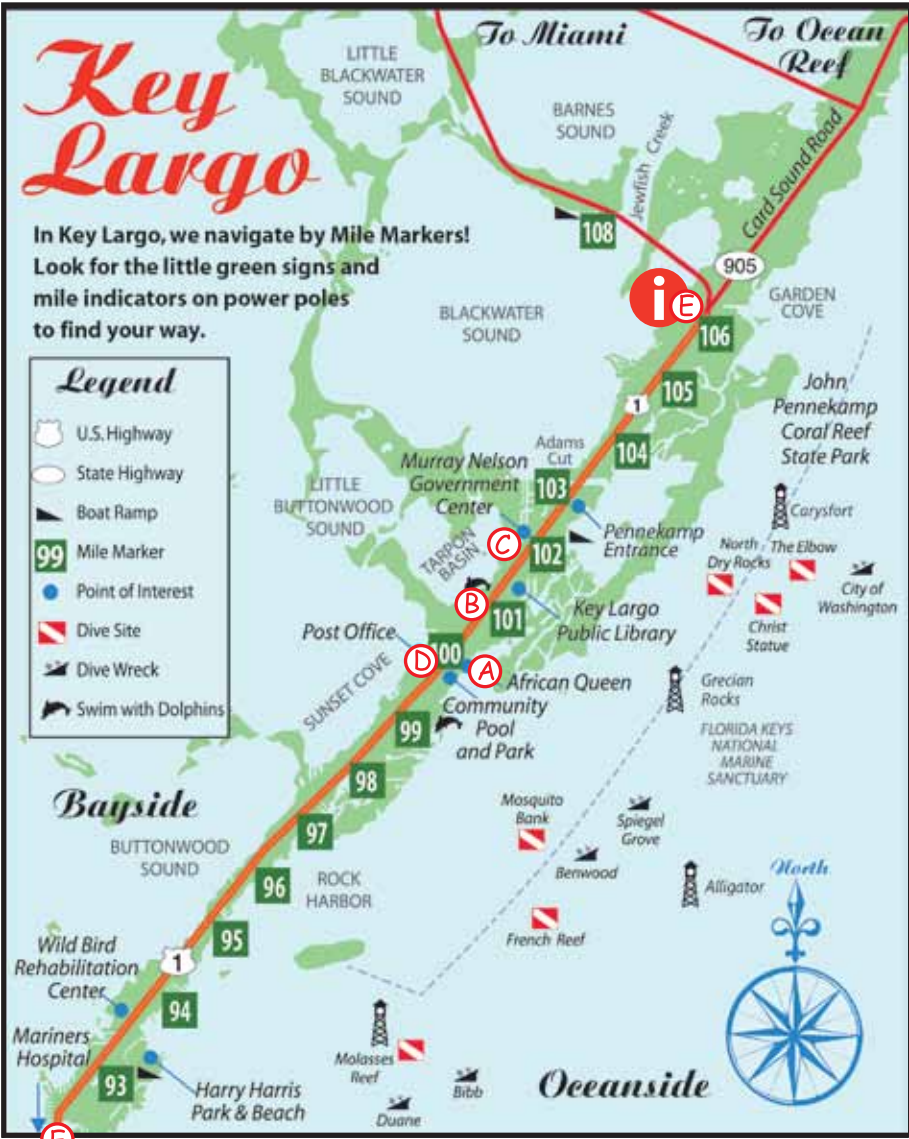 Key
Largo
In Key Largo, we navigate by Mile Markers!
Look for the little green signs and
mile indicators on power poles
to find your way.
Legend
U.S. Highway
State Highway
Boat Ramp
99 Mile Marker
Point of Interest
Dive Site
Dive Wreck
Swim with Dolphins
To Miami
To Ocean
Reef
LITTLE
BLACKWATER
SOUND
BARNES
SOUND
Jewfish Creek
Card Sound Road
108
905
i E
GARDEN
COVE
BLACKWATER
SOUND
106
105
1
104
John
Pennekamp
Coral Reef
State Park
Adams
Cut
103
Murray Nelson
Government
Center
LITTLE
BUTTONWOOD
SOUND
Carysfort
Pennekamp
Entrance
C
102
TARPON
BASIN
North
Dry Rocks
The Elbow
City of
Washington
Christ
Statue
B
101
Key Largo
Public Library
Post Office
D
100
A
African Queen
SUNSET COVE
Community
Pool
and Park
Grecian
Rocks
FLORIDA KEYS
NATIONAL
MARINE
SANCTUARY
99
98
Bayside
97
Mosquito
Bank
Spiegel
Grove
BUTTONWOOD
SOUND
96
ROCK
HARBOR
Benwood
Alligator
North
95
French Reef
Wild Bird
Rehabilitation
Center
1
94
Mariners
Hospital
93
Harry Harris
Park & Beach
Molasses
Reef
Bibb
Duane
Oceanside